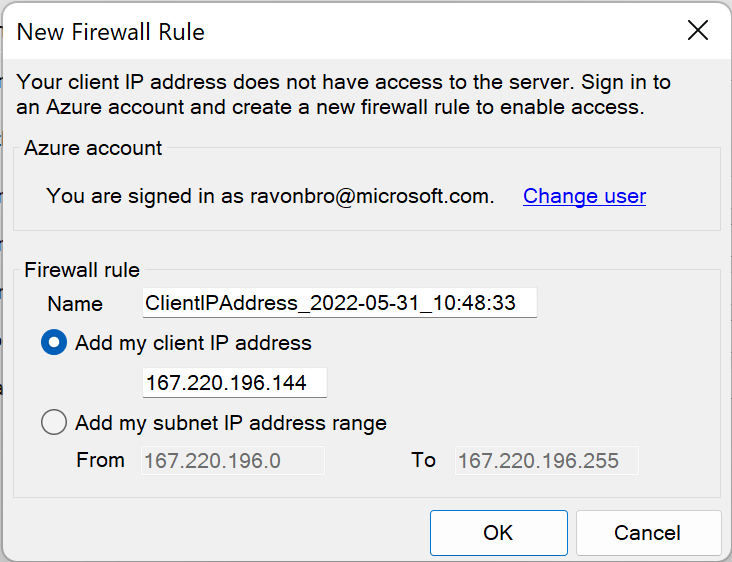 New Firewall Rule
Your client IP address does not have access to the server. Sign in to
an Azure account and create a new firewall rule to enable access.
Azure account
You are signed in as ravonbro@microsoft.com. Change user
Firewall rule
Name ClientIPAddress_2022-05-31_10:48:33
Add my client IP address
167.220.196.144
Add my subnet IP address range
From 167.220.196.0 To 167.220.196.255
OK Cancel